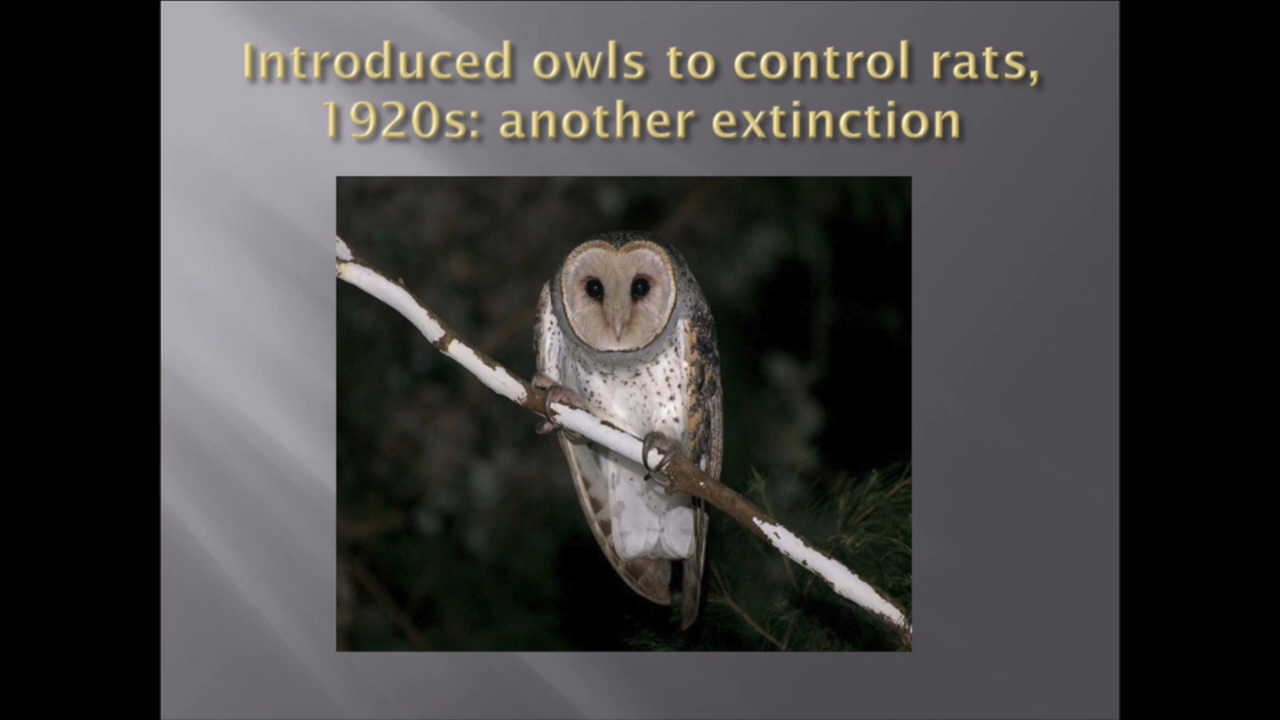 Introduced owls to control rats,
1920s: another extinction